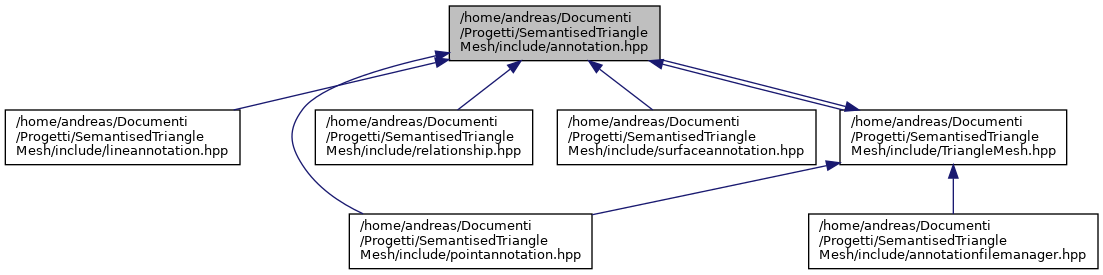 /home/andreas/Documenti
/Progetti/SemantisedTriangle
Mesh/include/annotation.hpp
/home/andreas/Documenti
/Progetti/SemantisedTriangle
Mesh/include/lineannotation.hpp
/home/andreas/Documenti
/Progetti/SemantisedTriangle
Mesh/include/relationship.hpp
/home/andreas/Documenti
/Progetti/SemantisedTriangle
Mesh/include/surfaceannotation.hpp
/home/andreas/Documenti
/Progetti/SemantisedTriangle
Mesh/include/TriangleMesh.hpp
/home/andreas/Documenti
/Progetti/SemantisedTriangle
Mesh/include/pointannotation.hpp
/home/andreas/Documenti
/Progetti/SemantisedTriangle
Mesh/include/annotationfilemanager.hpp